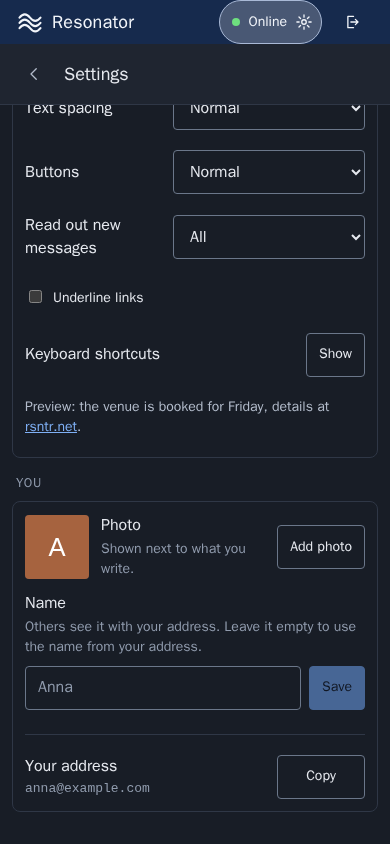 Resonator
Online
Settings
Text spacing
Normal
Buttons
Normal
Read out new
messages
All
Underline links
Keyboard shortcuts
Show
Preview: the venue is booked for Friday, details at
rsntr.net.
YOU
A
Photo
Shown next to what you
write.
Add photo
Name
Others see it with your address. Leave it empty to use
the name from your address.
Anna
Save
Your address
anna@example.com
Copy